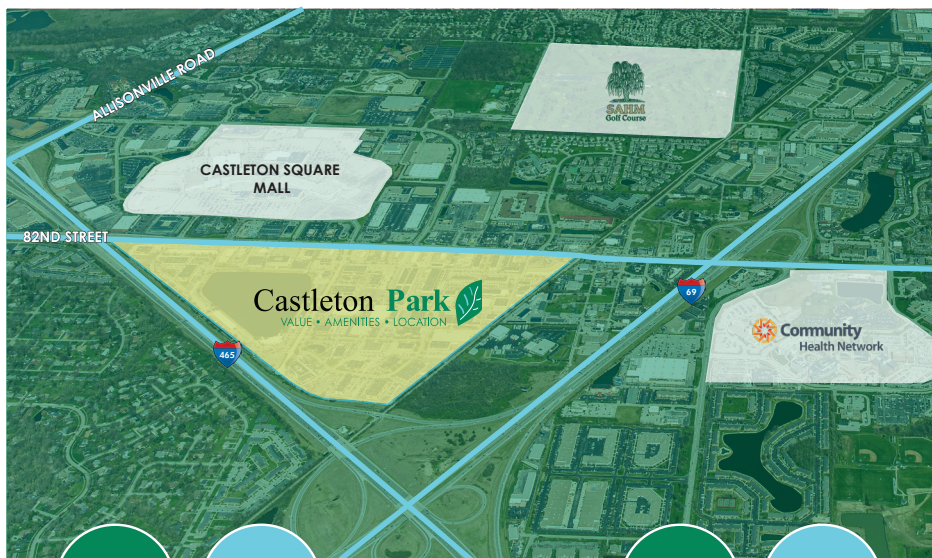 ALLISONVILLE ROAD
SAHM
Golf Course
CASTLETON SQUARE
MALL
82ND STREET
Castleton Park
VALUE • AMENITIES • LOCATION
69
465
Community
Health Network